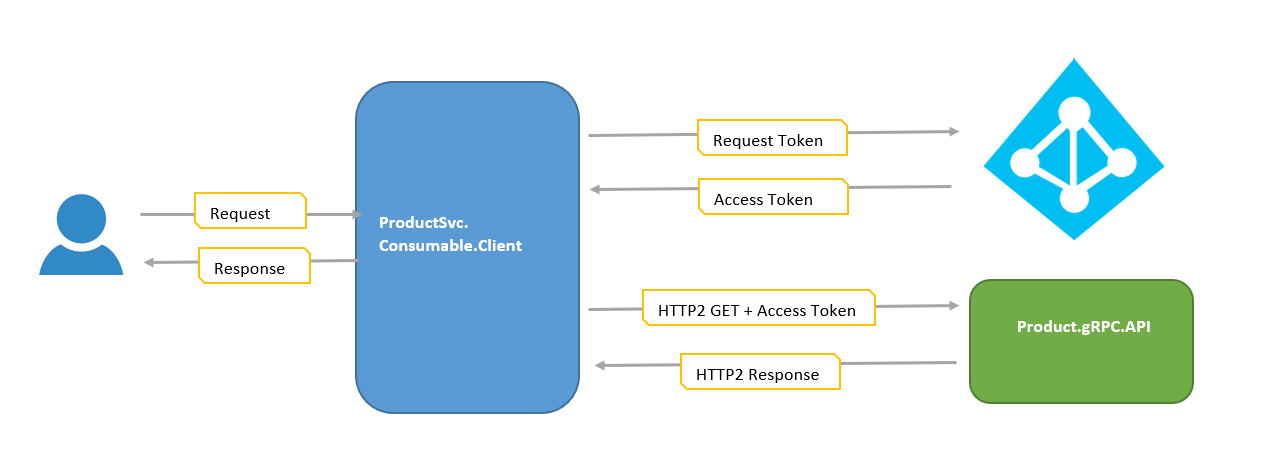 Request
Response
ProductSvc.
Consumable.Client
Request Token
Access Token
HTTP2 GET + Access Token
HTTP2 Response
Product.gRPC.API